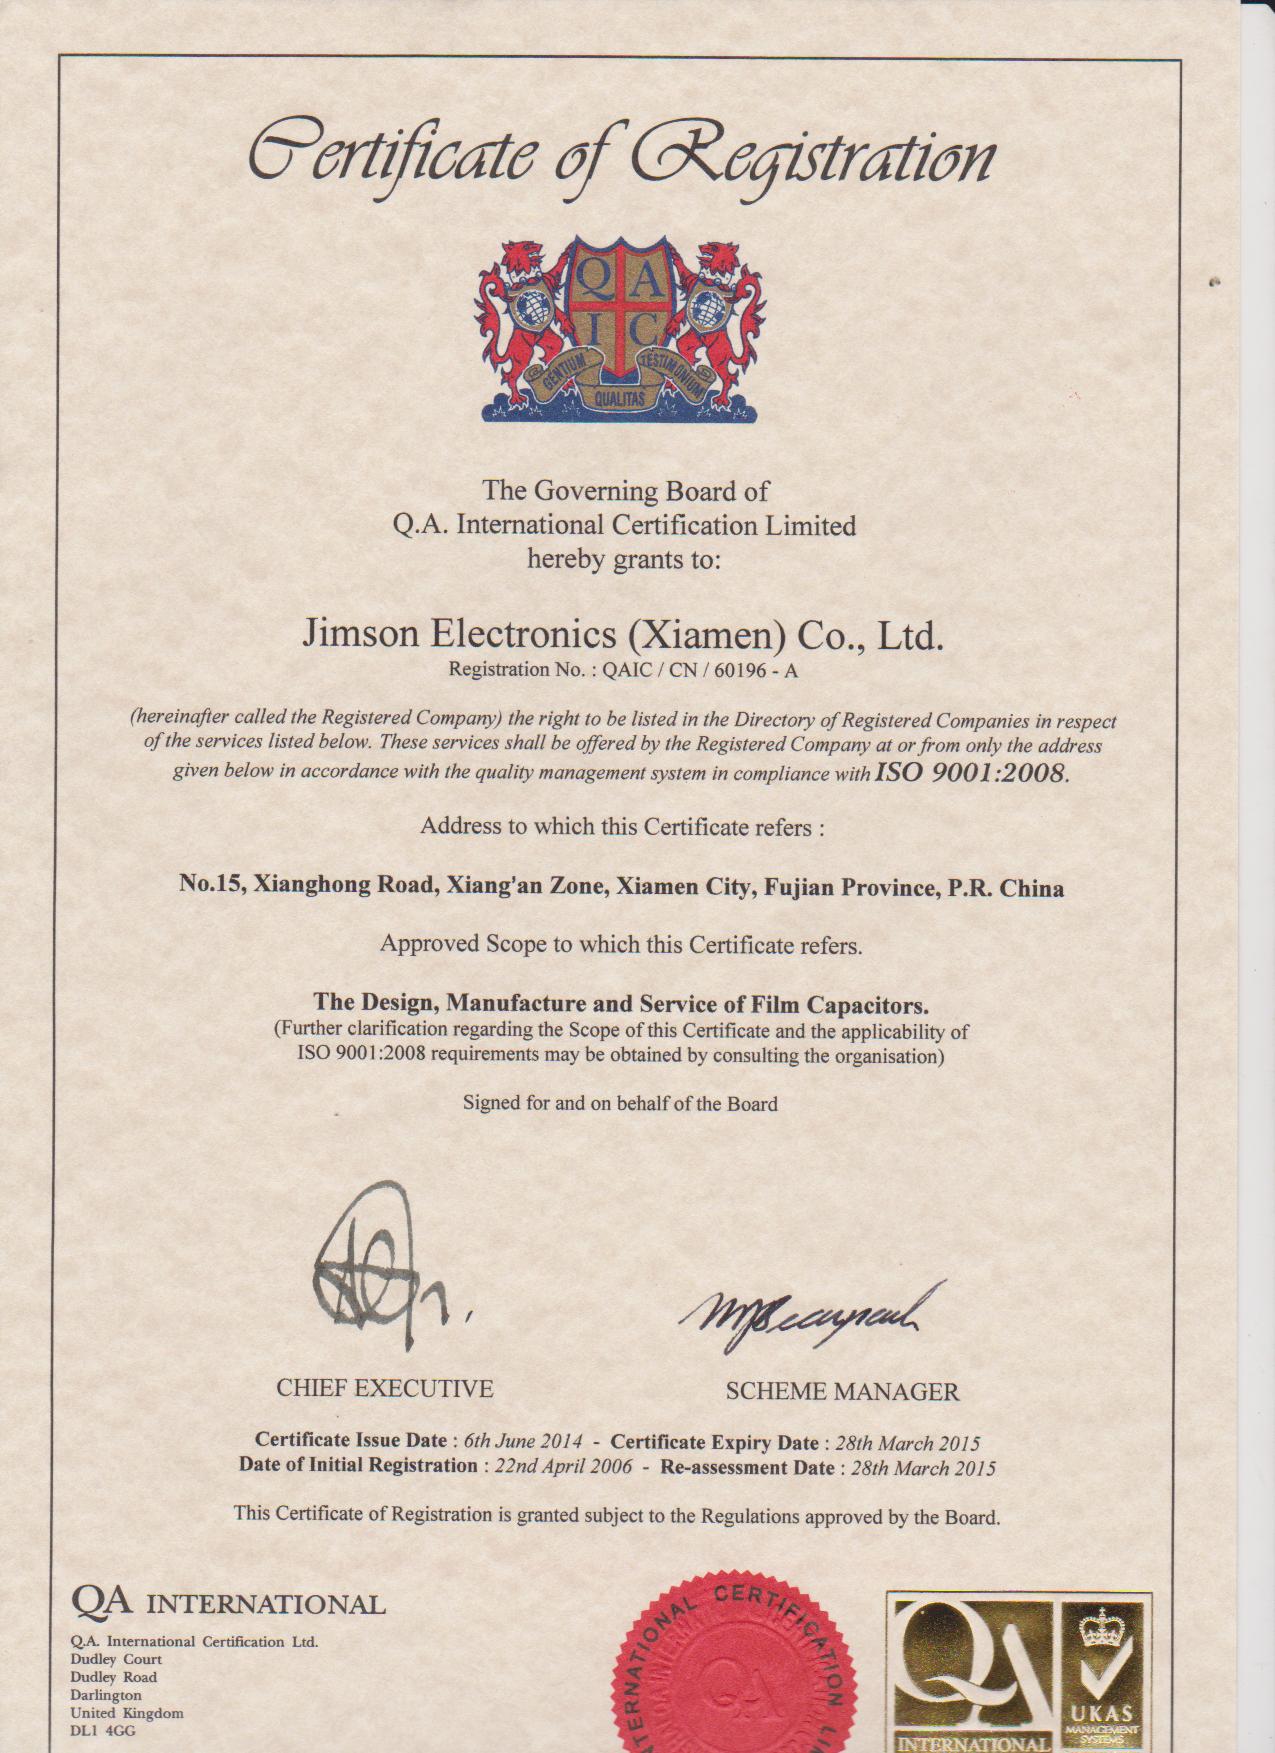 Certificate of Registration
Q A
I C
GENTIUM
QUALITAS
TESTIMONIUM
The Governing Board of
Q.A. International Certification Limited
hereby grants to:
Jimson Electronics (Xiamen) Co., Ltd.
Registration No. : QAIC / CN / 60196 - A
(hereinafter called the Registered Company) the right to be listed in the Directory of Registered Companies in respect
of the services listed below. These services shall be offered by the Registered Company at or from only the address
given below in accordance with the quality management system in compliance with ISO 9001:2008.
Address to which this Certificate refers :
No.15, Xianghong Road, Xiang'an Zone, Xiamen City, Fujian Province, P.R. China
Approved Scope to which this Certificate refers.
The Design, Manufacture and Service of Film Capacitors.
(Further clarification regarding the Scope of this Certificate and the applicability of
ISO 9001:2008 requirements may be obtained by consulting the organisation)
Signed for and on behalf of the Board
CHIEF EXECUTIVE
SCHEME MANAGER
Certificate Issue Date : 6th June 2014 - Certificate Expiry Date : 28th March 2015
Date of Initial Registration : 22nd April 2006 - Re-assessment Date : 28th March 2015
This Certificate of Registration is granted subject to the Regulations approved by the Board.
QA INTERNATIONAL
Q.A. International Certification Ltd.
Dudley Court
Dudley Road
Darlington
United Kingdom
DL1 4GG
TERNATIONAL CERTIFICATION LI
QA
QA
INTERNATIONAL
UKAS
MANAGEMENT
SYSTEMS